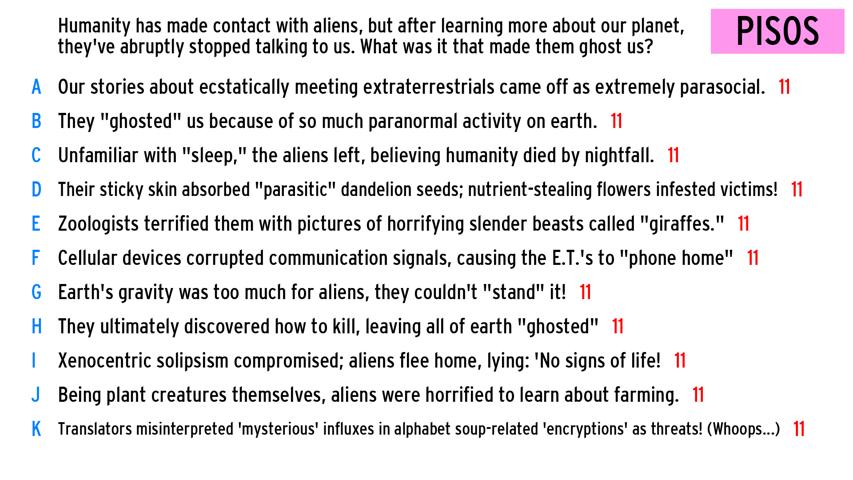 Humanity has made contact with aliens, but after learning more about our planet,
they've abruptly stopped talking to us. What was it that made them ghost us?
PISOS
A Our stories about ecstatically meeting extraterrestrials came off as extremely parasocial. 11
B They "ghosted" us because of so much paranormal activity on earth. 11
C Unfamiliar with "sleep," the aliens left, believing humanity died by nightfall. 11
D Their sticky skin absorbed "parasitic" dandelion seeds; nutrient-stealing flowers infested victims! 11
E Zoologists terrified them with pictures of horrifying slender beasts called "giraffes." 11
F Cellular devices corrupted communication signals, causing the E.T.'s to "phone home" 11
G Earth's gravity was too much for aliens, they couldn't "stand" it! 11
H They ultimately discovered how to kill, leaving all of earth "ghosted" 11
I Xenocentric solipsism compromised; aliens flee home, lying: 'No signs of life! 11
J Being plant creatures themselves, aliens were horrified to learn about farming. 11
K Translators misinterpreted 'mysterious' influxes in alphabet soup-related 'encryptions' as threats! (Whoops...) 11